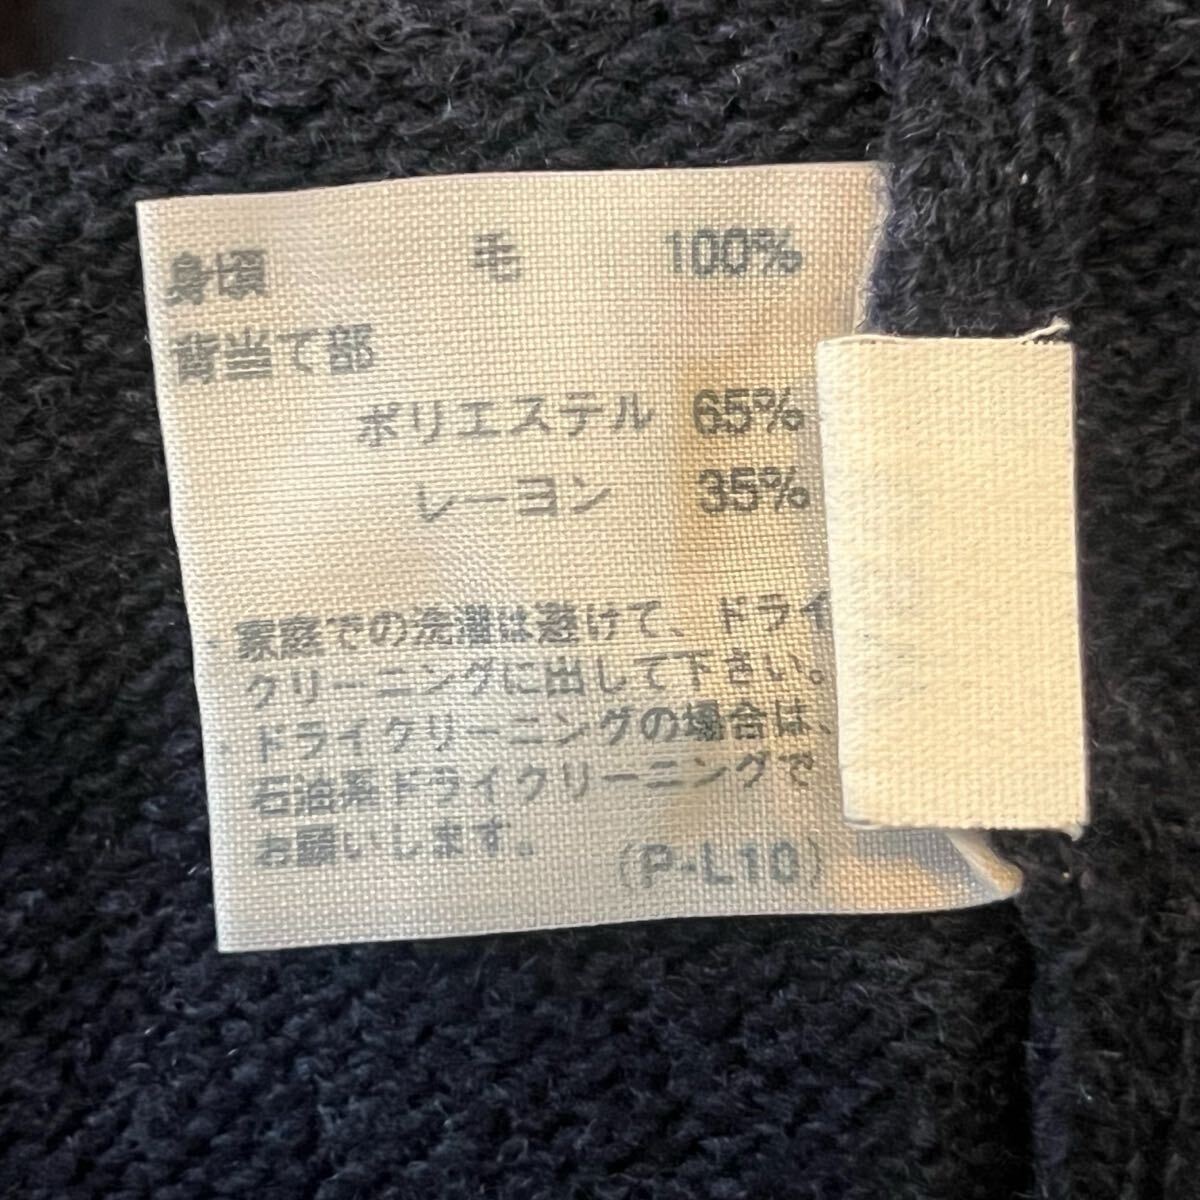 身頃 毛 100%
背当て部
ポリエステル 65%
レーヨン 35%
・家庭での洗濯は避けて、ドライ
クリーニングに出して下さい。
・ドライクリーニングの場合は、
石油系ドライクリーニングで
お願いします。
(P-L10)